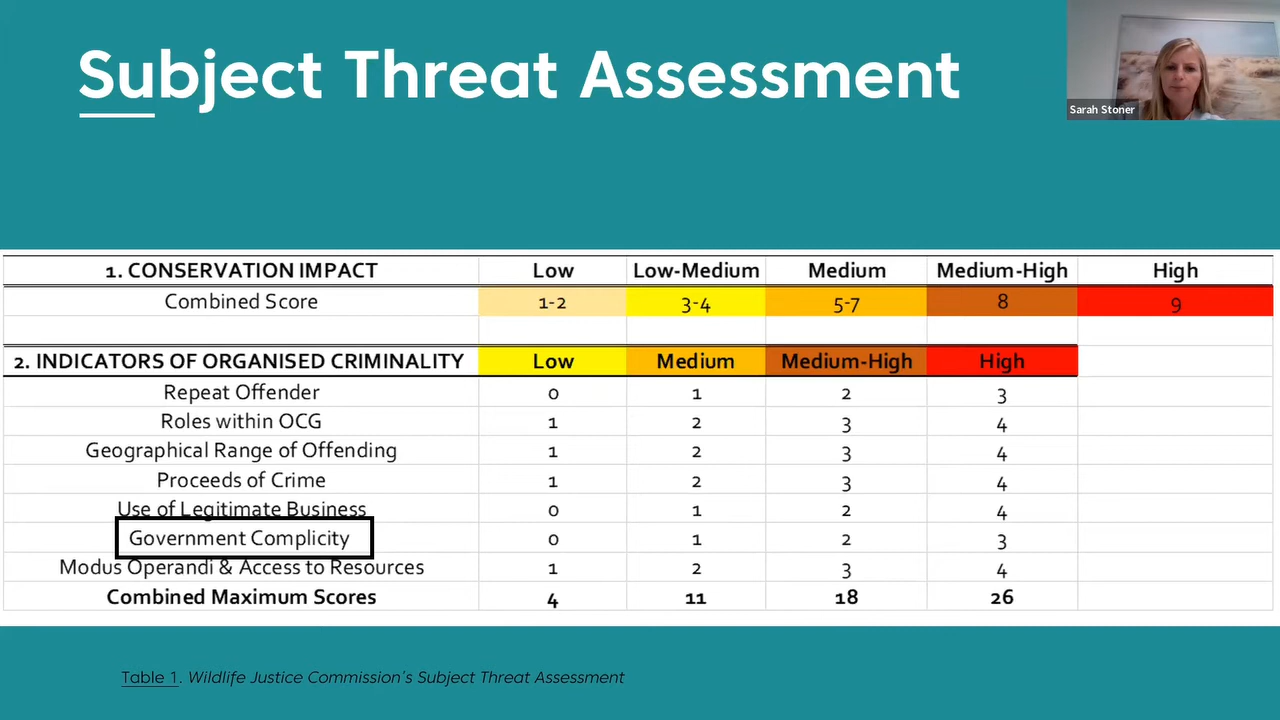 Subject Threat Assessment
Sarah Stoner
1. CONSERVATION IMPACT Low Low-Medium Medium Medium-High High
Combined Score 1-2 3-4 5-7 8 9
2. INDICATORS OF ORGANISED CRIMINALITY Low Medium Medium-High High
Repeat Offender 0 1 2 3
Roles within OCG 1 2 3 4
Geographical Range of Offending 1 2 3 4
Proceeds of Crime 1 2 3 4
Use of Legitimate Business 0 1 2 4
Government Complicity 0 1 2 3
Modus Operandi & Access to Resources 1 2 3 4
Combined Maximum Scores 4 11 18 26
Table 1. Wildlife Justice Commission's Subject Threat Assessment